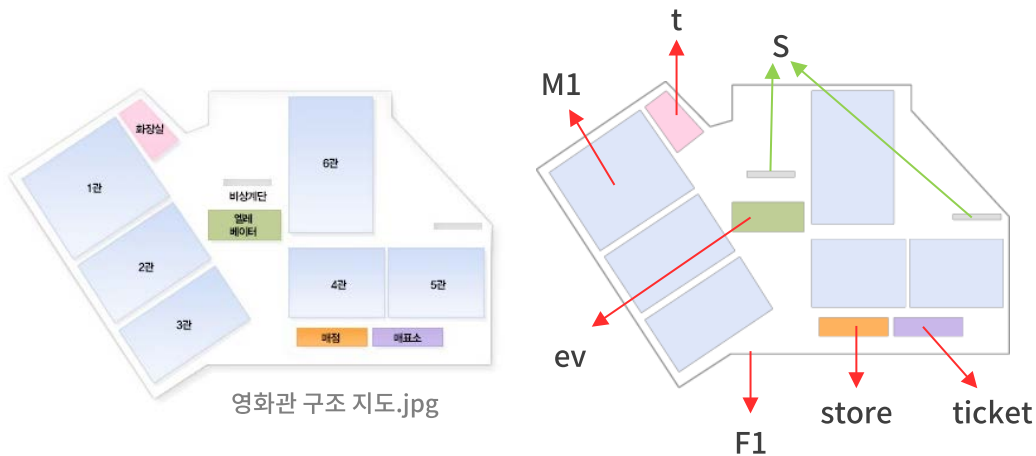 화장실
1관
6관
비상계단
엘레
베이터
2관
4관
5관
3관
매점
매표소
영화관 구조 지도.jpg
t
S
M1
ev
store
ticket
F1